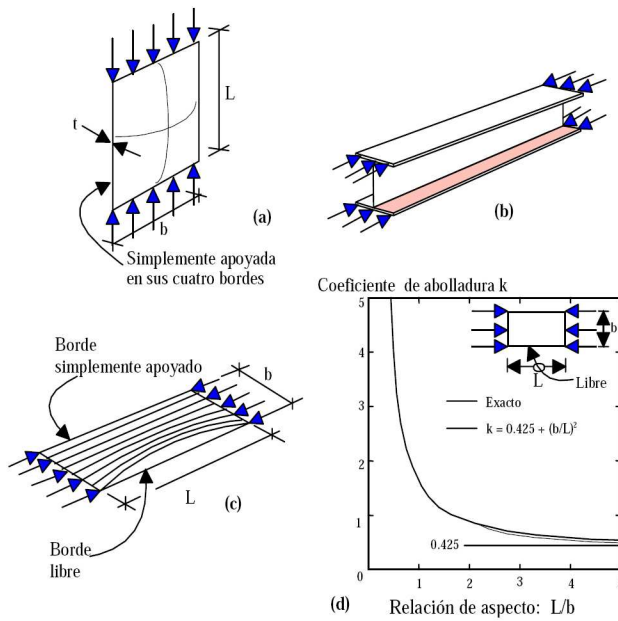 L
t
b
(a)
Simplemente apoyada
en sus cuatro bordes
(b)
Borde
simplemente apoyado
b
L
(c)
Borde
libre
Coeficiente de abolladura k
5
4
3
2
1
0
b
L
Libre
Exacto
k = 0.425 + (b/L)²
0.425
1 2 3 4 5
(d) Relación de aspecto: L/b